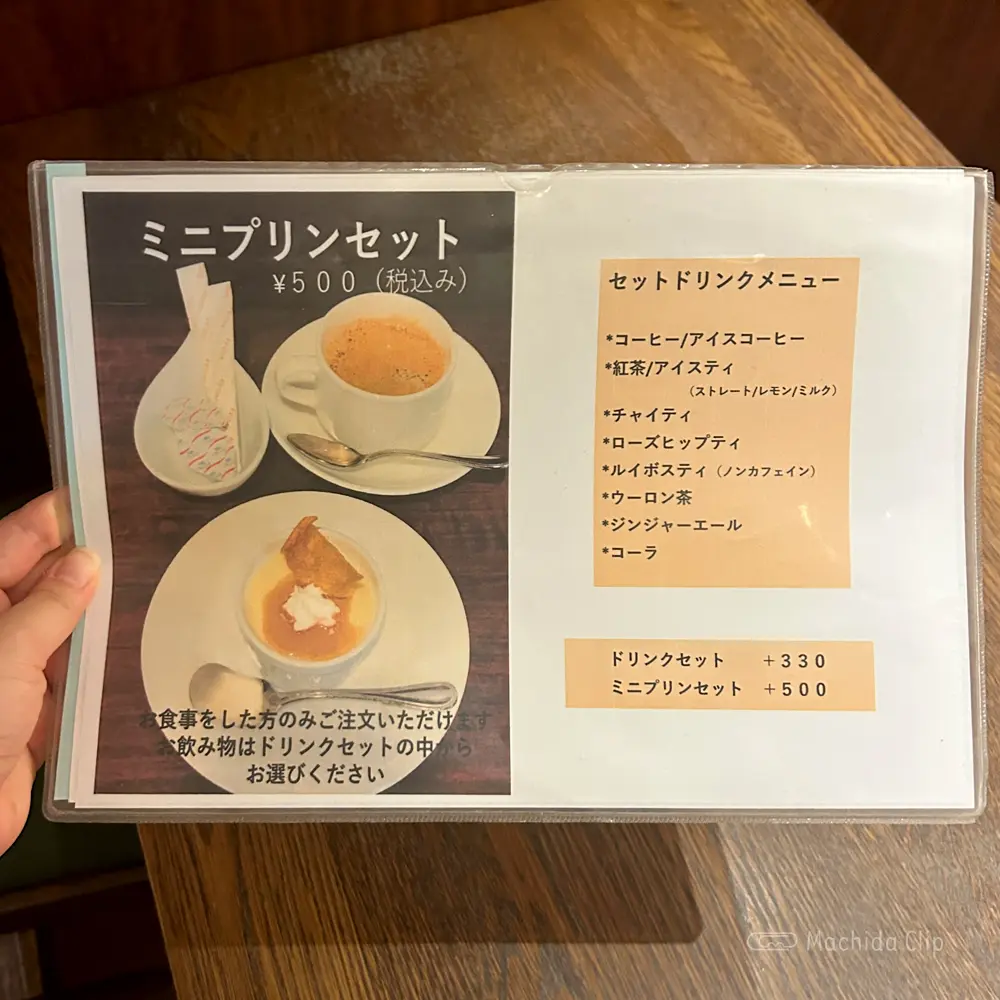 ミニプリンセット
¥500（税込み）
お食事をした方のみご注文いただけます
お飲み物はドリンクセットの中から
お選びください
セットドリンクメニュー
*コーヒー/アイスコーヒー
*紅茶/アイスティ
（ストレート/レモン/ミルク）
*チャイティ
*ローズヒップティ
*ルイボスティ（ノンカフェイン）
*ウーロン茶
*ジンジャーエール
*コーラ
ドリンクセット +330
ミニプリンセット +500
Machida Clip